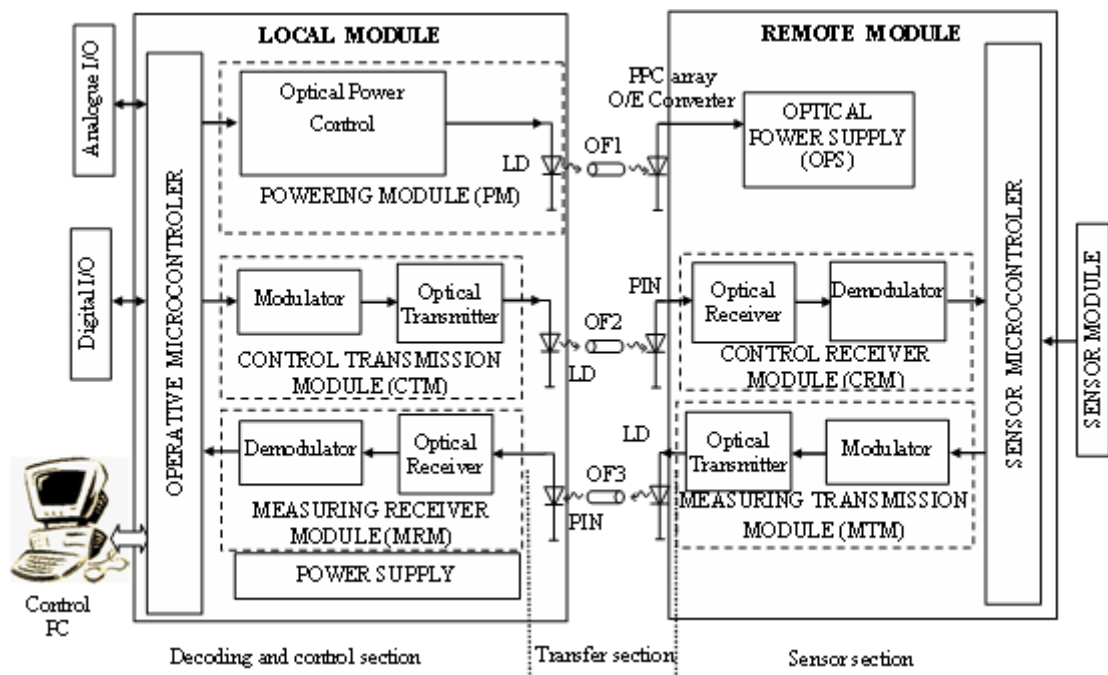 LOCAL MODULE
REMOTE MODULE
Analogue I/O
Digital I/O
Control
PC
OPERATIVE MICROCONTROLER
Optical Power
Control
POWERING MODULE (PM)
LD
OF1
PPC array
O/E Converter
OPTICAL
POWER SUPPLY
(OPS)
Modulator
Optical
Transmitter
CONTROL TRANSMISSION
MODULE (CTM)
LD
OF2
PIN
Optical
Receiver
Demodulator
CONTROL RECEIVER
MODULE (CRM)
Demodulator
Optical
Receiver
MEASURING RECEIVER
MODULE (MRM)
PIN
OF3
LD
Optical
Transmitter
Modulator
MEASURING TRANSMISSION
MODULE (MTM)
POWER SUPPLY
SENSOR MICROCONTROLER
SENSOR MODULE
Decoding and control section
Transfer section
Sensor section